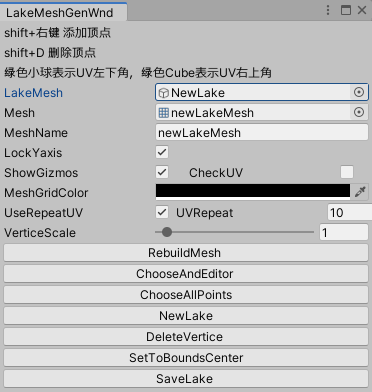 LakeMeshGenWnd
shift+右键 添加顶点
shift+D 删除顶点
绿色小球表示UV左下角，绿色Cube表示UV右上角
LakeMesh NewLake
Mesh newLakeMesh
MeshName newLakeMesh
LockYaxis
ShowGizmos CheckUV
MeshGridColor
UseRepeatUV UVRepeat 10
VerticeScale 1
RebuildMesh
ChooseAndEditor
ChooseAllPoints
NewLake
DeleteVertice
SetToBoundsCenter
SaveLake